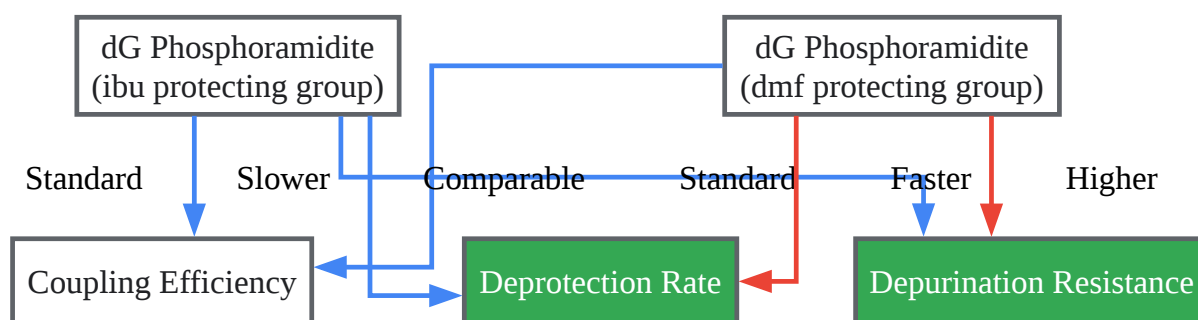 dG Phosphoramidite
(ibu protecting group)
dG Phosphoramidite
(dmf protecting group)
Standard
Slower
Comparable
Standard
Faster
Higher
Coupling Efficiency
Deprotection Rate
Depurination Resistance